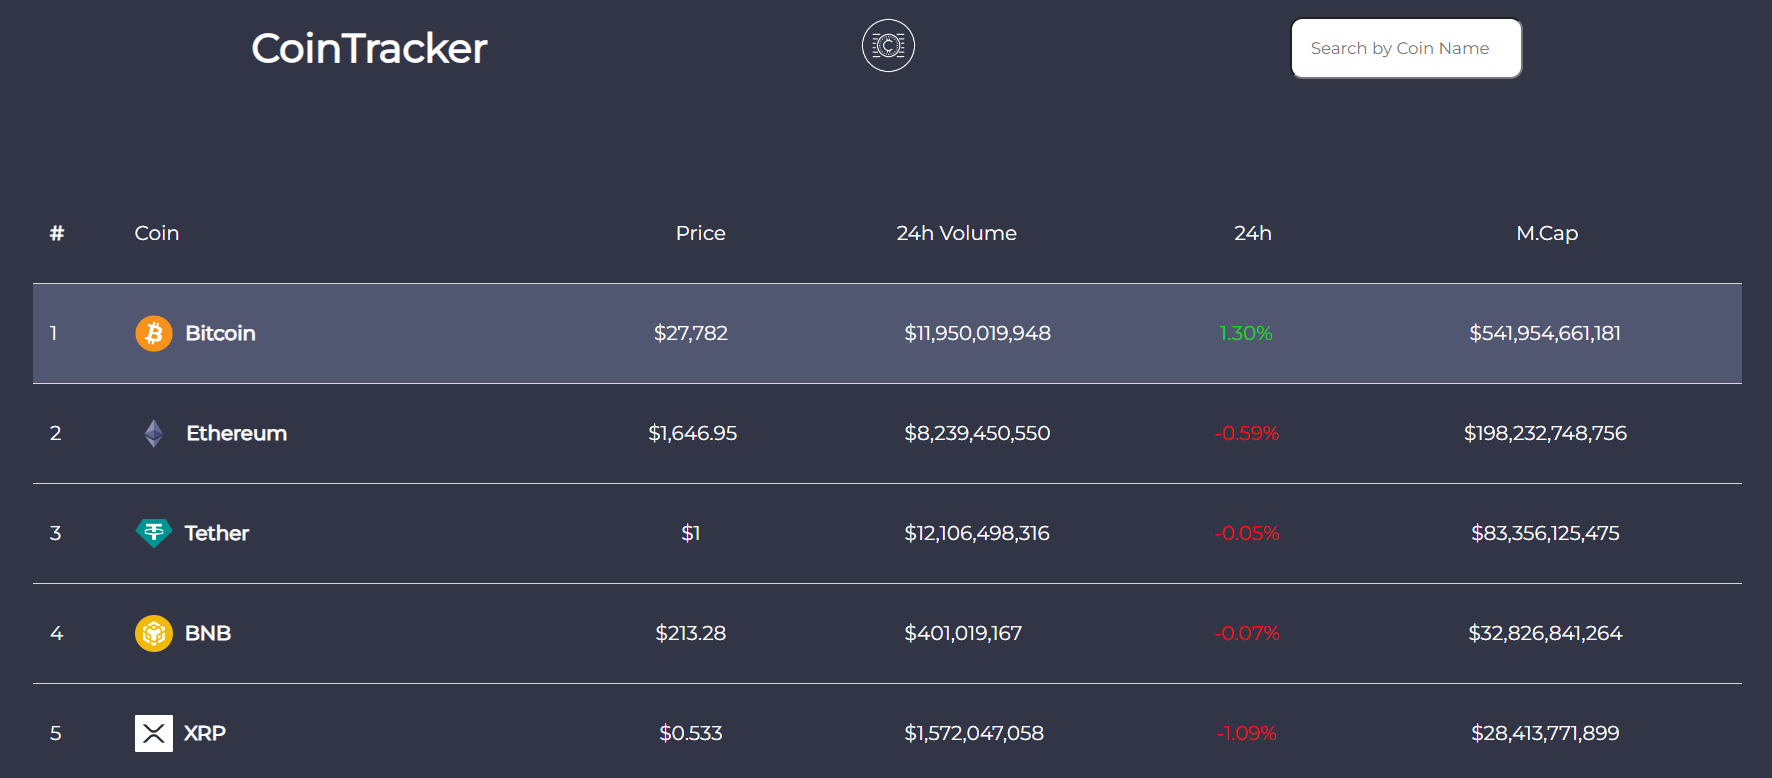 CoinTracker
Search by Coin Name
# Coin Price 24h Volume 24h M.Cap
1 Bitcoin $27,782 $11,950,019,948 1.30% $541,954,661,181
2 Ethereum $1,646.95 $8,239,450,550 -0.59% $198,232,748,756
3 Tether $1 $12,106,498,316 -0.05% $83,356,125,475
4 BNB $213.28 $401,019,167 -0.07% $32,826,841,264
5 XRP $0.533 $1,572,047,058 -1.09% $28,413,771,899